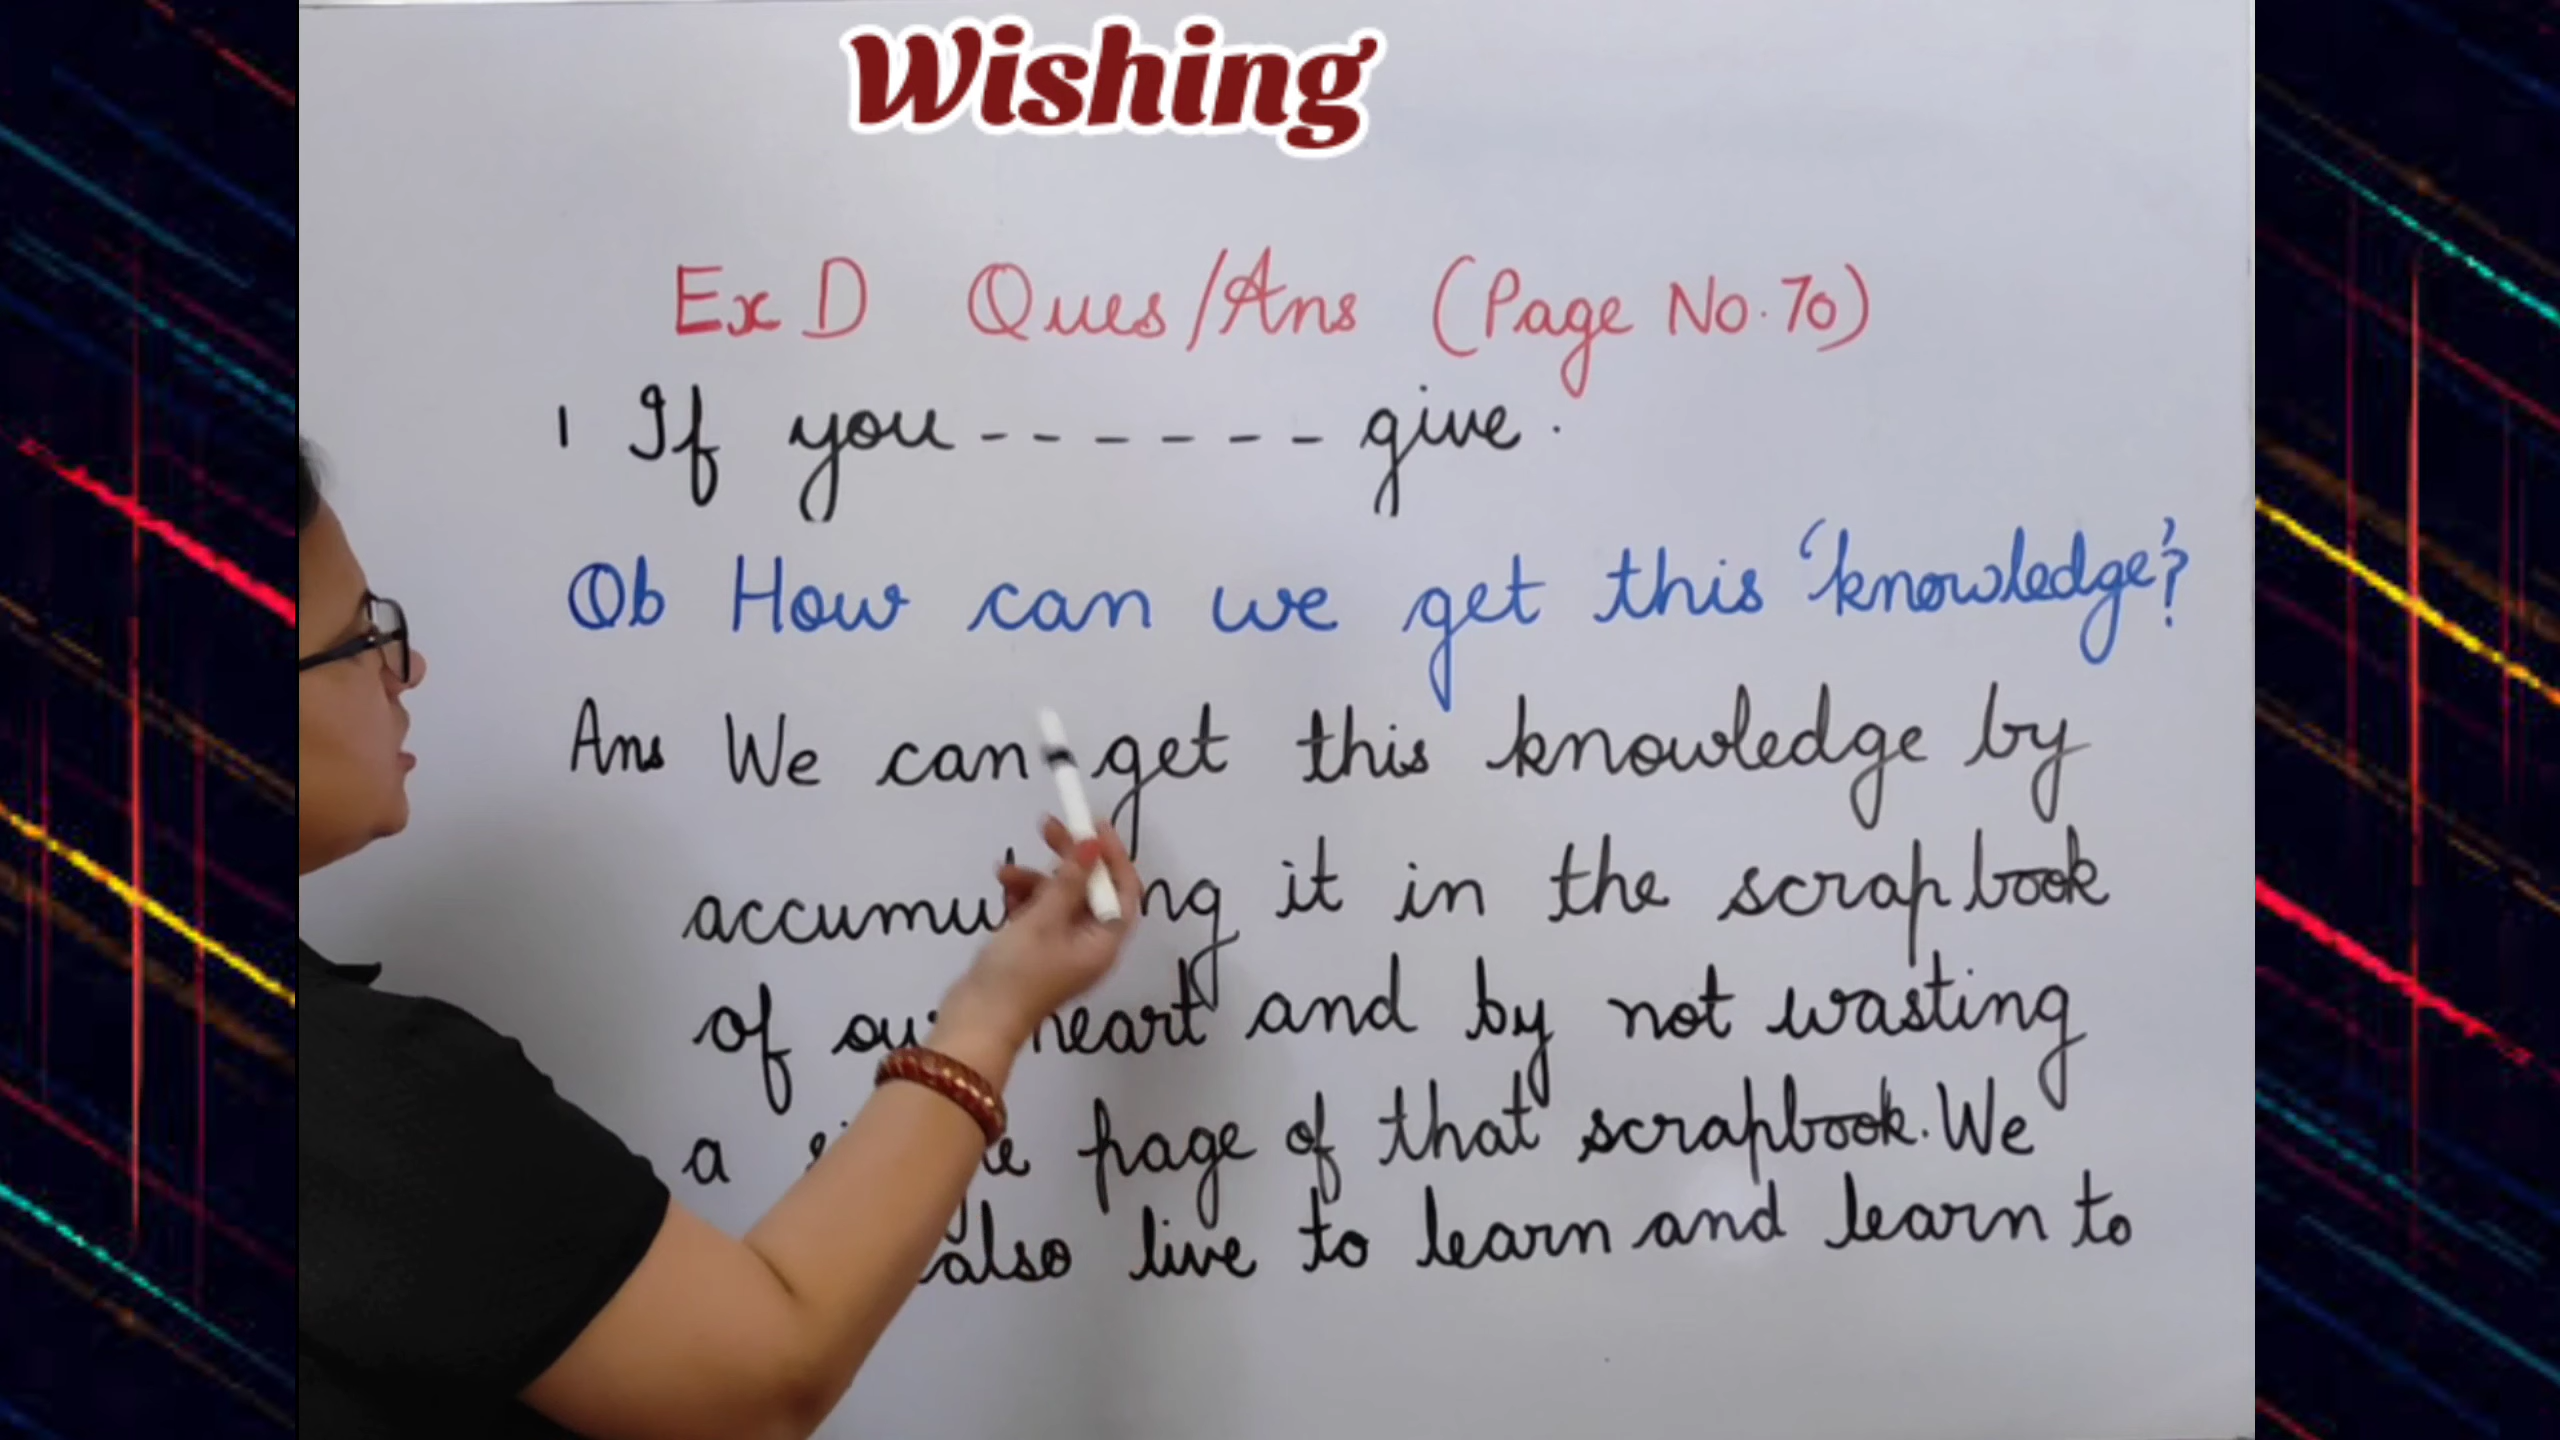 Wishing
Ex D Ques/Ans (Page No. 70)
1 If you ------ give.
Qb How can we get this 'knowledge'?
Ans We can get this knowledge by
it in the scrapbook
of heart and by not wasting
a page of that scrapbook. We
also live to learn and learn to